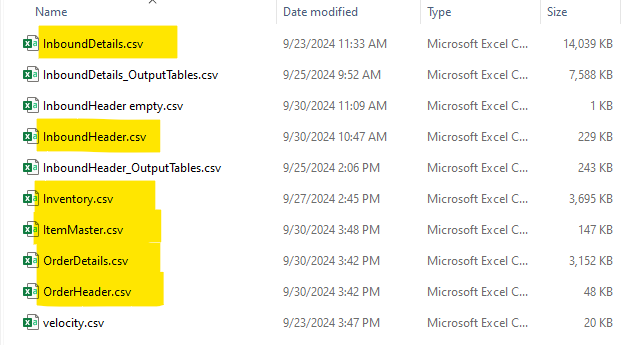 Name Date modified Type Size
InboundDetails.csv 9/23/2024 11:33 AM Microsoft Excel C... 14,039 KB
InboundDetails_OutputTables.csv 9/25/2024 9:52 AM Microsoft Excel C... 7,588 KB
InboundHeader empty.csv 9/30/2024 11:09 AM Microsoft Excel C... 1 KB
InboundHeader.csv 9/30/2024 10:47 AM Microsoft Excel C... 229 KB
InboundHeader_OutputTables.csv 9/25/2024 2:06 PM Microsoft Excel C... 243 KB
Inventory.csv 9/27/2024 2:45 PM Microsoft Excel C... 3,695 KB
ItemMaster.csv 9/30/2024 3:48 PM Microsoft Excel C... 147 KB
OrderDetails.csv 9/30/2024 3:42 PM Microsoft Excel C... 3,152 KB
OrderHeader.csv 9/30/2024 3:42 PM Microsoft Excel C... 48 KB
velocity.csv 9/23/2024 3:47 PM Microsoft Excel C... 20 KB